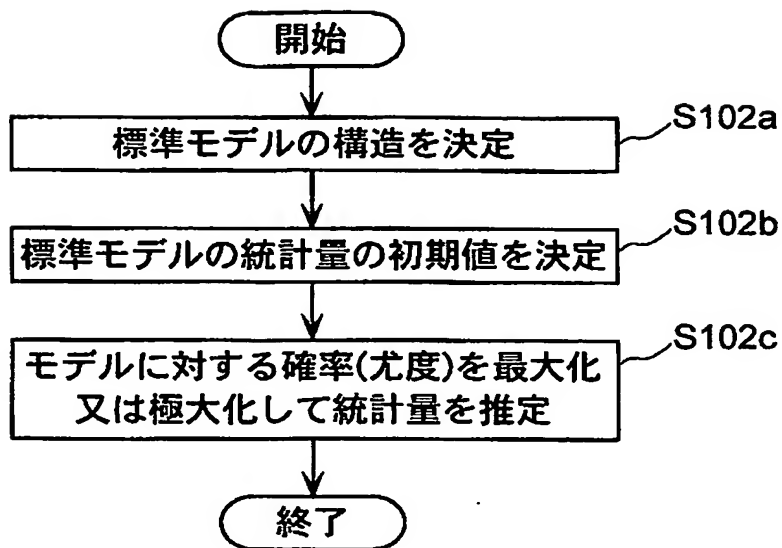 開始
標準モデルの構造を決定
S102a
標準モデルの統計量の初期値を決定
S102b
モデルに対する確率(尤度)を最大化
又は極大化して統計量を推定
S102c
終了